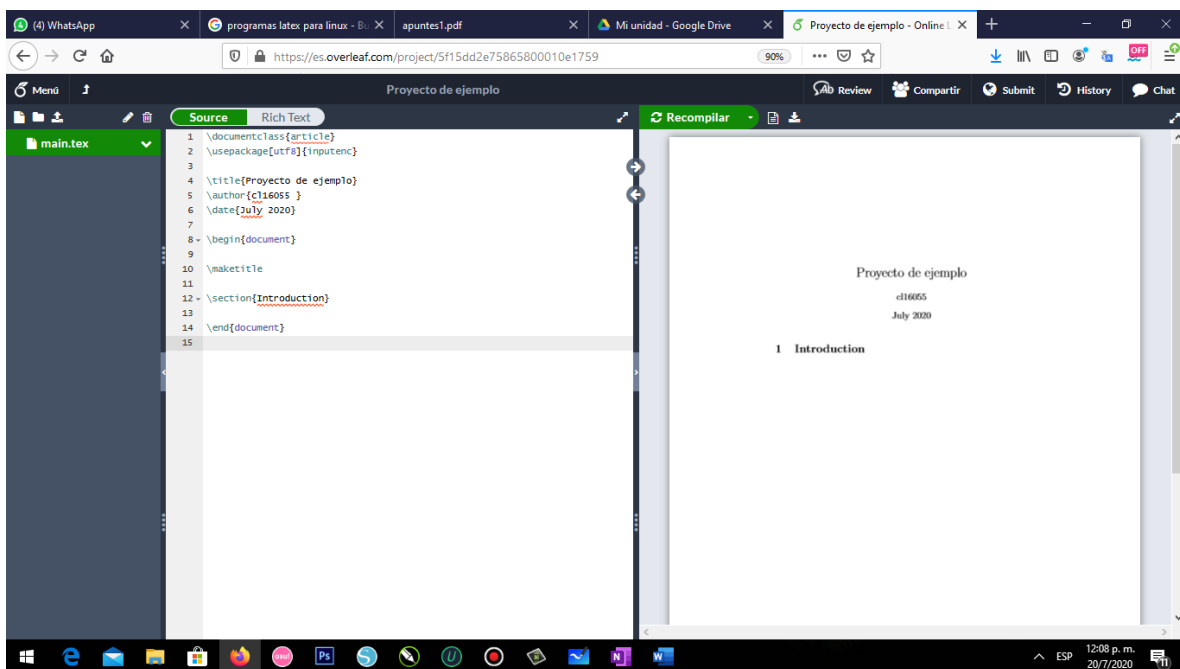 (4) WhatsApp
programas latex para linux - Bu
apuntes1.pdf
Mi unidad - Google Drive
Proyecto de ejemplo - Online L
https://es.overleaf.com/project/5f15dd2e75865800010e1759
90%
OFF
Menú
Proyecto de ejemplo
Review
Compartir
Submit
History
Chat
Source
Rich Text
Recompilar
main.tex
1 \documentclass{article}
2 \usepackage[utf8]{inputenc}
3
4 \title{Proyecto de ejemplo}
5 \author{cl16055 }
6 \date{July 2020}
7
8 \begin{document}
9
10 \maketitle
11
12 \section{Introduction}
13
14 \end{document}
15
Proyecto de ejemplo
cl16055
July 2020
1 Introduction
osu!
Ps
N
W
ESP
12:08 p. m.
20/7/2020
11